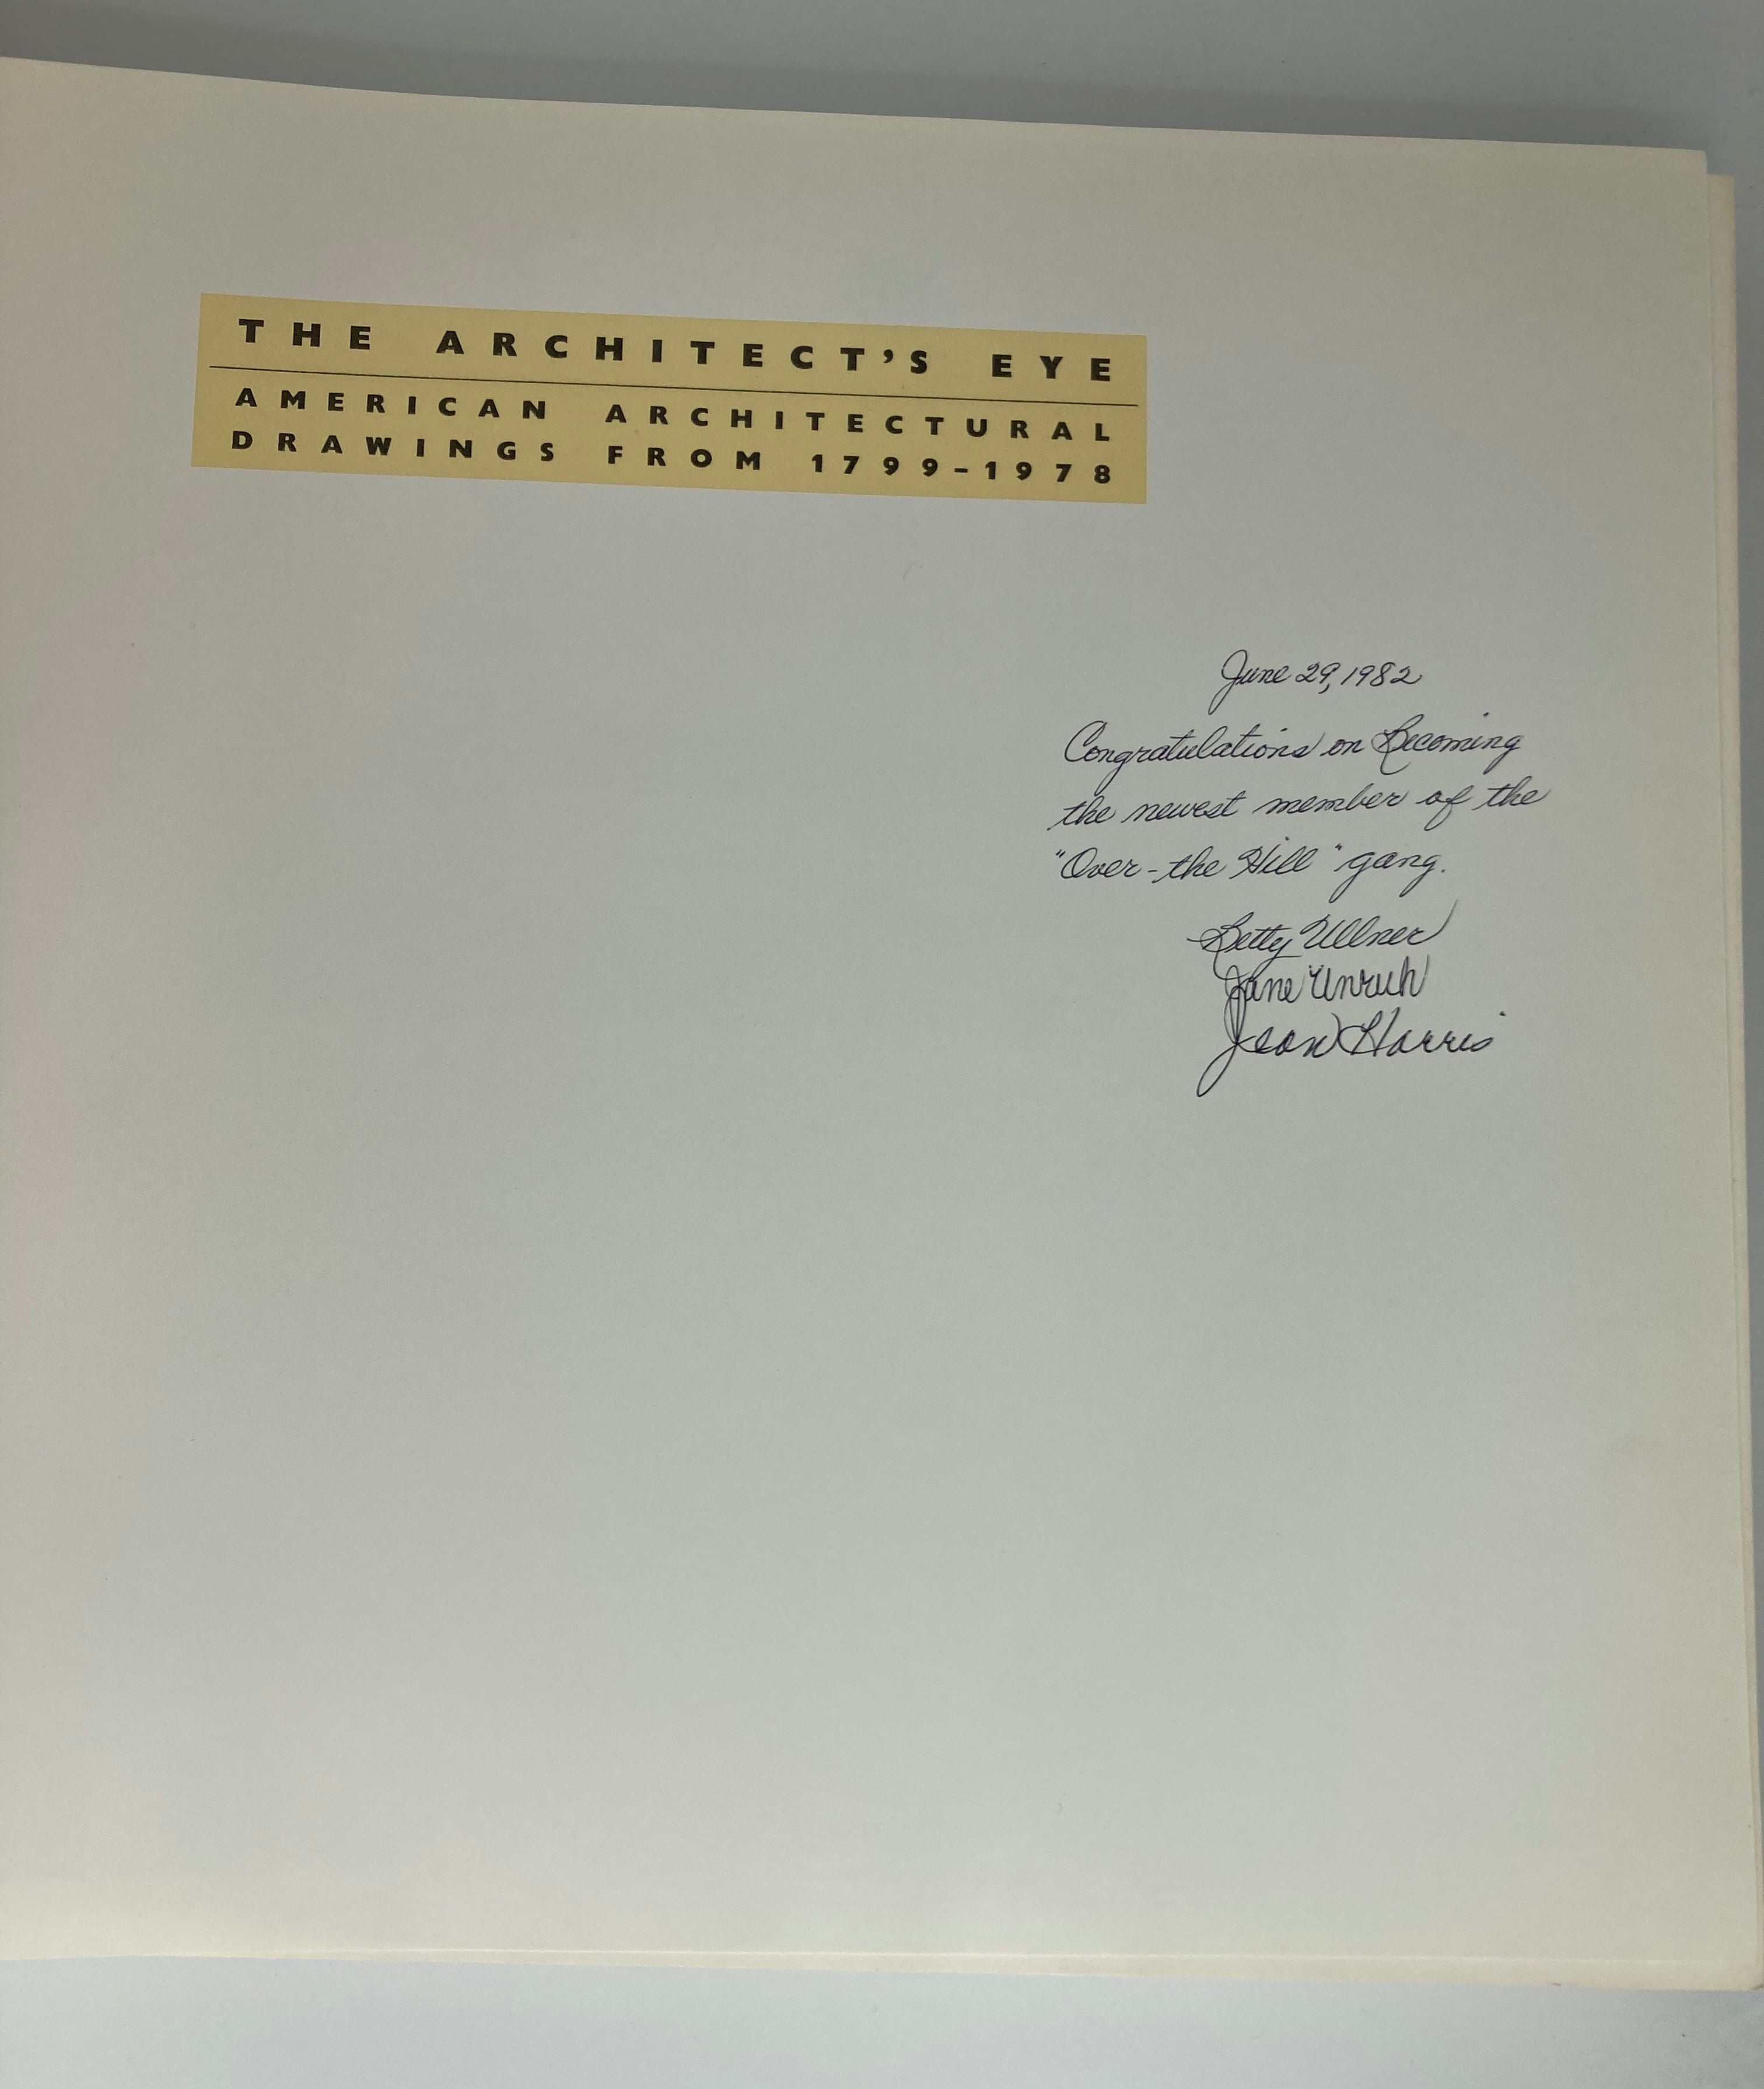 THE ARCHITECT'S EYE
AMERICAN ARCHITECTURAL
DRAWINGS FROM 1799–1978
June 29, 1982
Congratulations on Becoming
the newest member of the
"Over-the Hill" gang.
Betty Ullner
Jane Unruh
Jean Harris